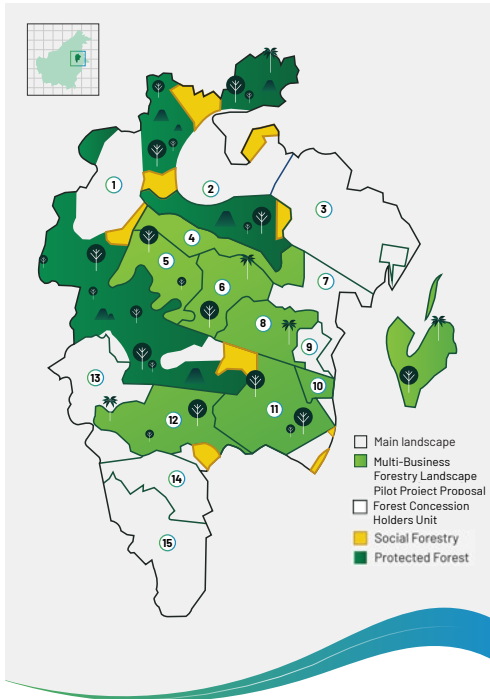 1
2
3
4
5
6
7
8
9
10
11
12
13
14
15
Main landscape
Multi-Business
Forestry Landscape
Pilot Project Proposal
Forest Concession
Holders Unit
Social Forestry
Protected Forest